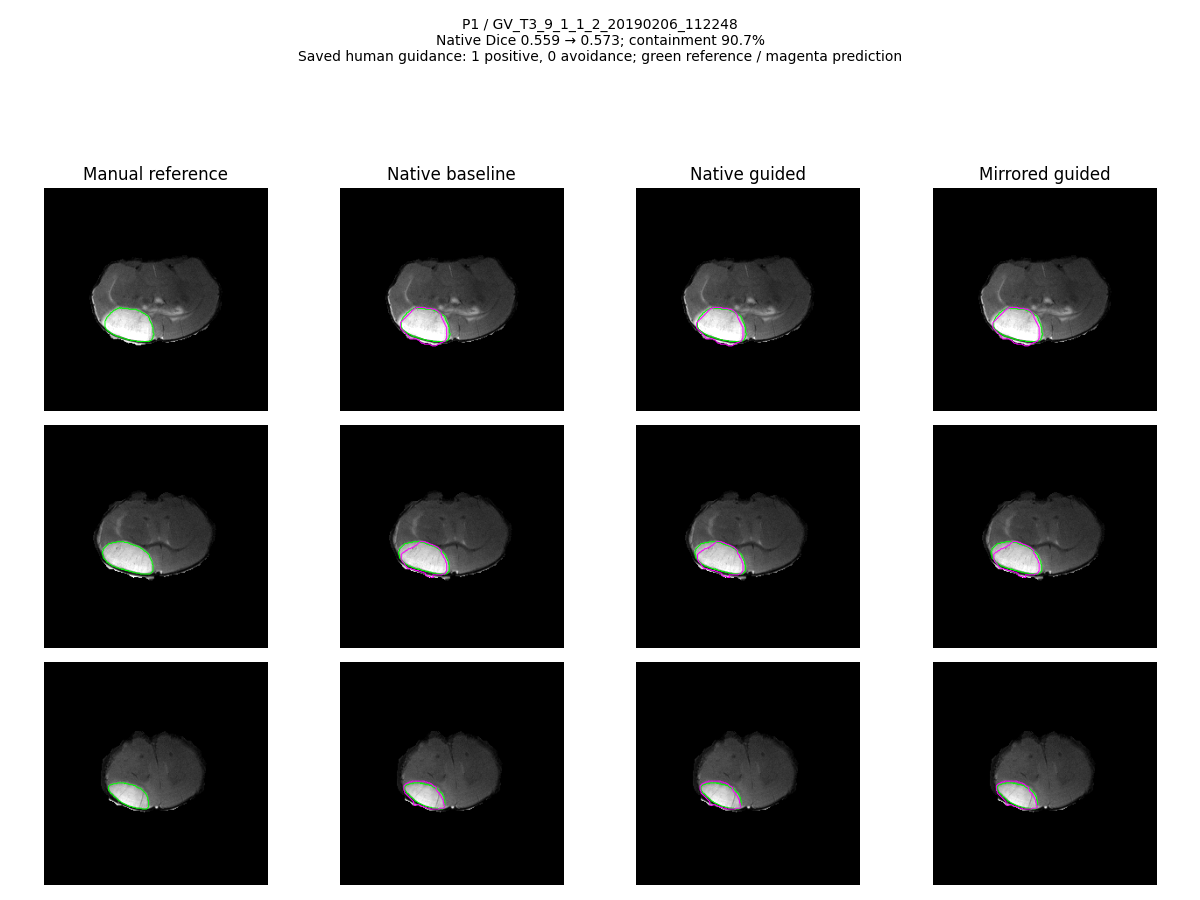 P1 / GV_T3_9_1_1_2_20190206_112248
Native Dice 0.559 → 0.573; containment 90.7%
Saved human guidance: 1 positive, 0 avoidance; green reference / magenta prediction
Manual reference
Native baseline
Native guided
Mirrored guided